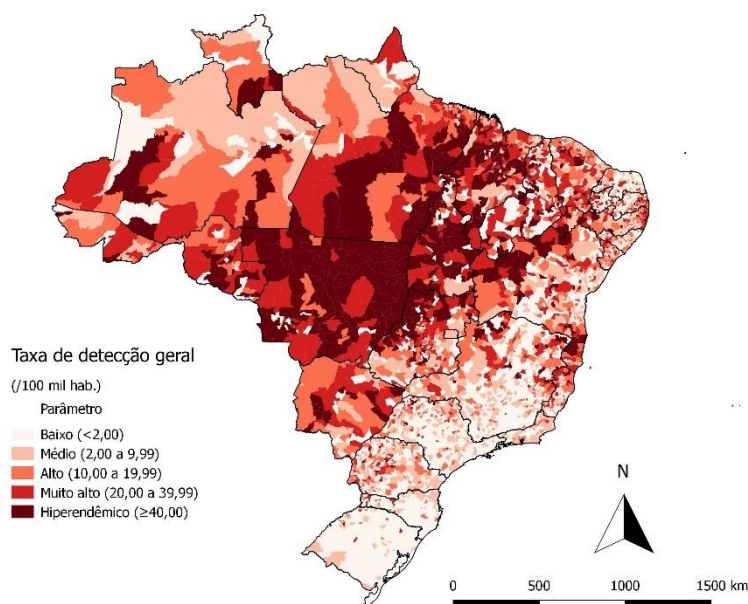 Taxa de detecção geral
(/100 mil hab.)
Parâmetro
Baixo (<2,00)
Médio (2,00 a 9,99)
Alto (10,00 a 19,99)
Muito alto (20,00 a 39,99)
Hiperendêmico (≥40,00)
N
0 500 1000 1500 km